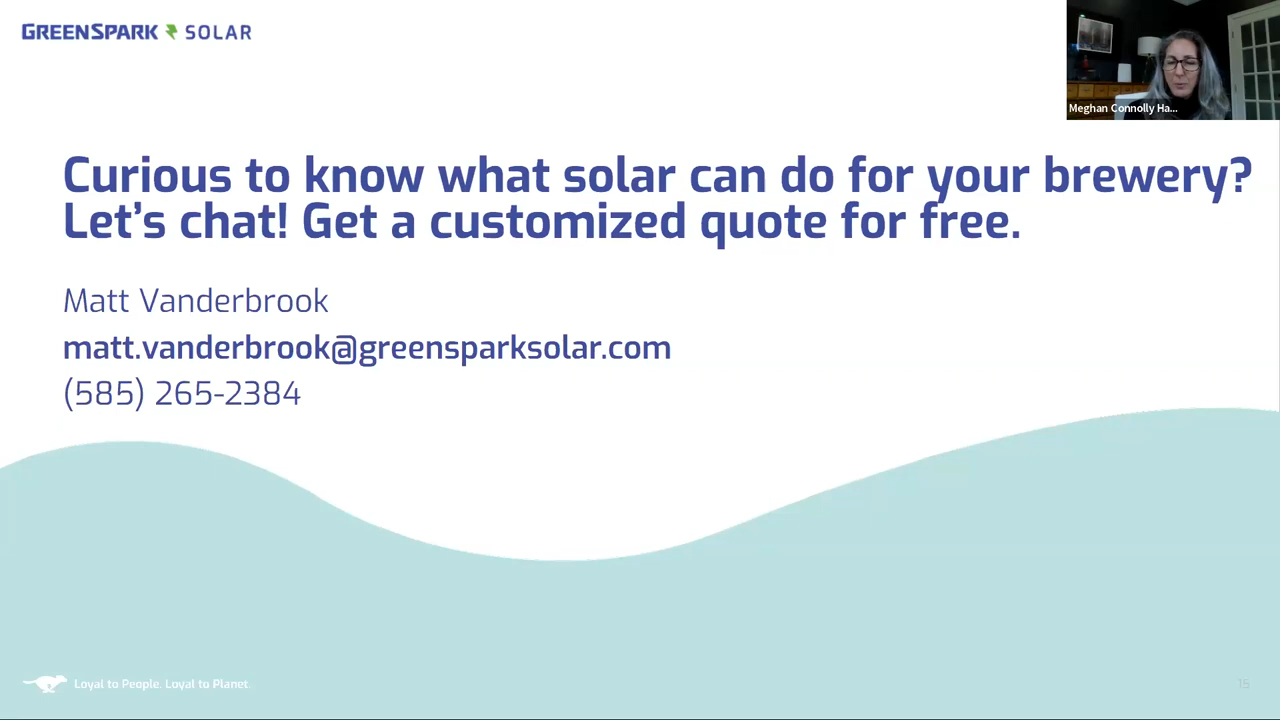 GREENSPARK SOLAR
Meghan Connolly Ha...
Curious to know what solar can do for your brewery?
Let's chat! Get a customized quote for free.
Matt Vanderbrook
matt.vanderbrook@greensparksolar.com
(585) 265-2384
Loyal to People. Loyal to Planet.
15